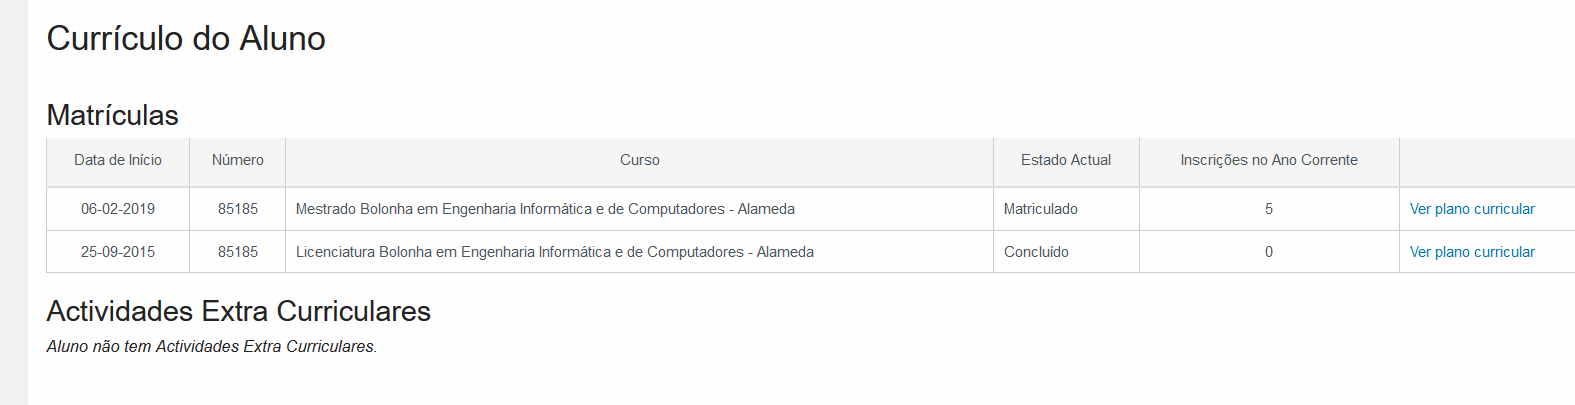 Currículo do Aluno
Matrículas
Data de Início Número Curso Estado Actual Inscrições no Ano Corrente
06-02-2019 85185 Mestrado Bolonha em Engenharia Informática e de Computadores - Alameda Matriculado 5 Ver plano curricular
25-09-2015 85185 Licenciatura Bolonha em Engenharia Informática e de Computadores - Alameda Concluído 0 Ver plano curricular
Actividades Extra Curriculares
Aluno não tem Actividades Extra Curriculares.